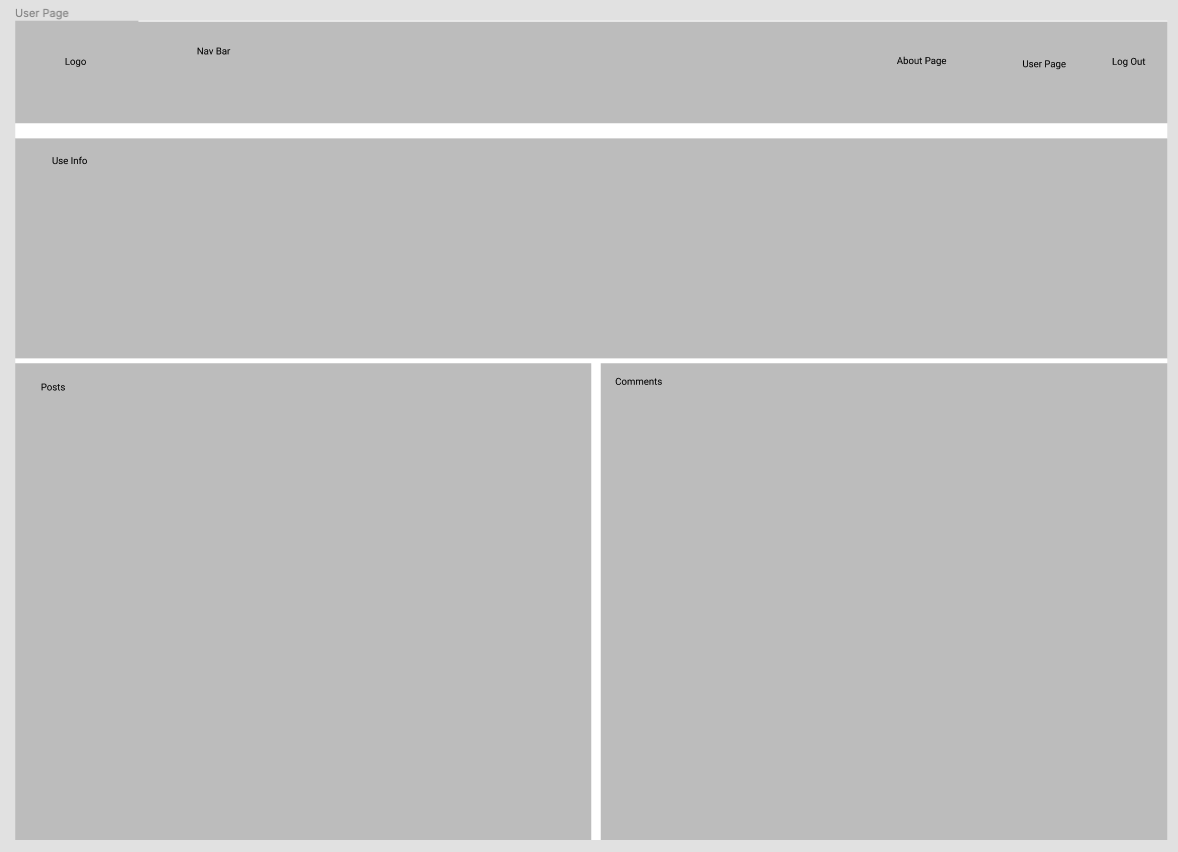 User Page
Nav Bar
Logo
About Page
User Page
Log Out
Use Info
Posts
Comments